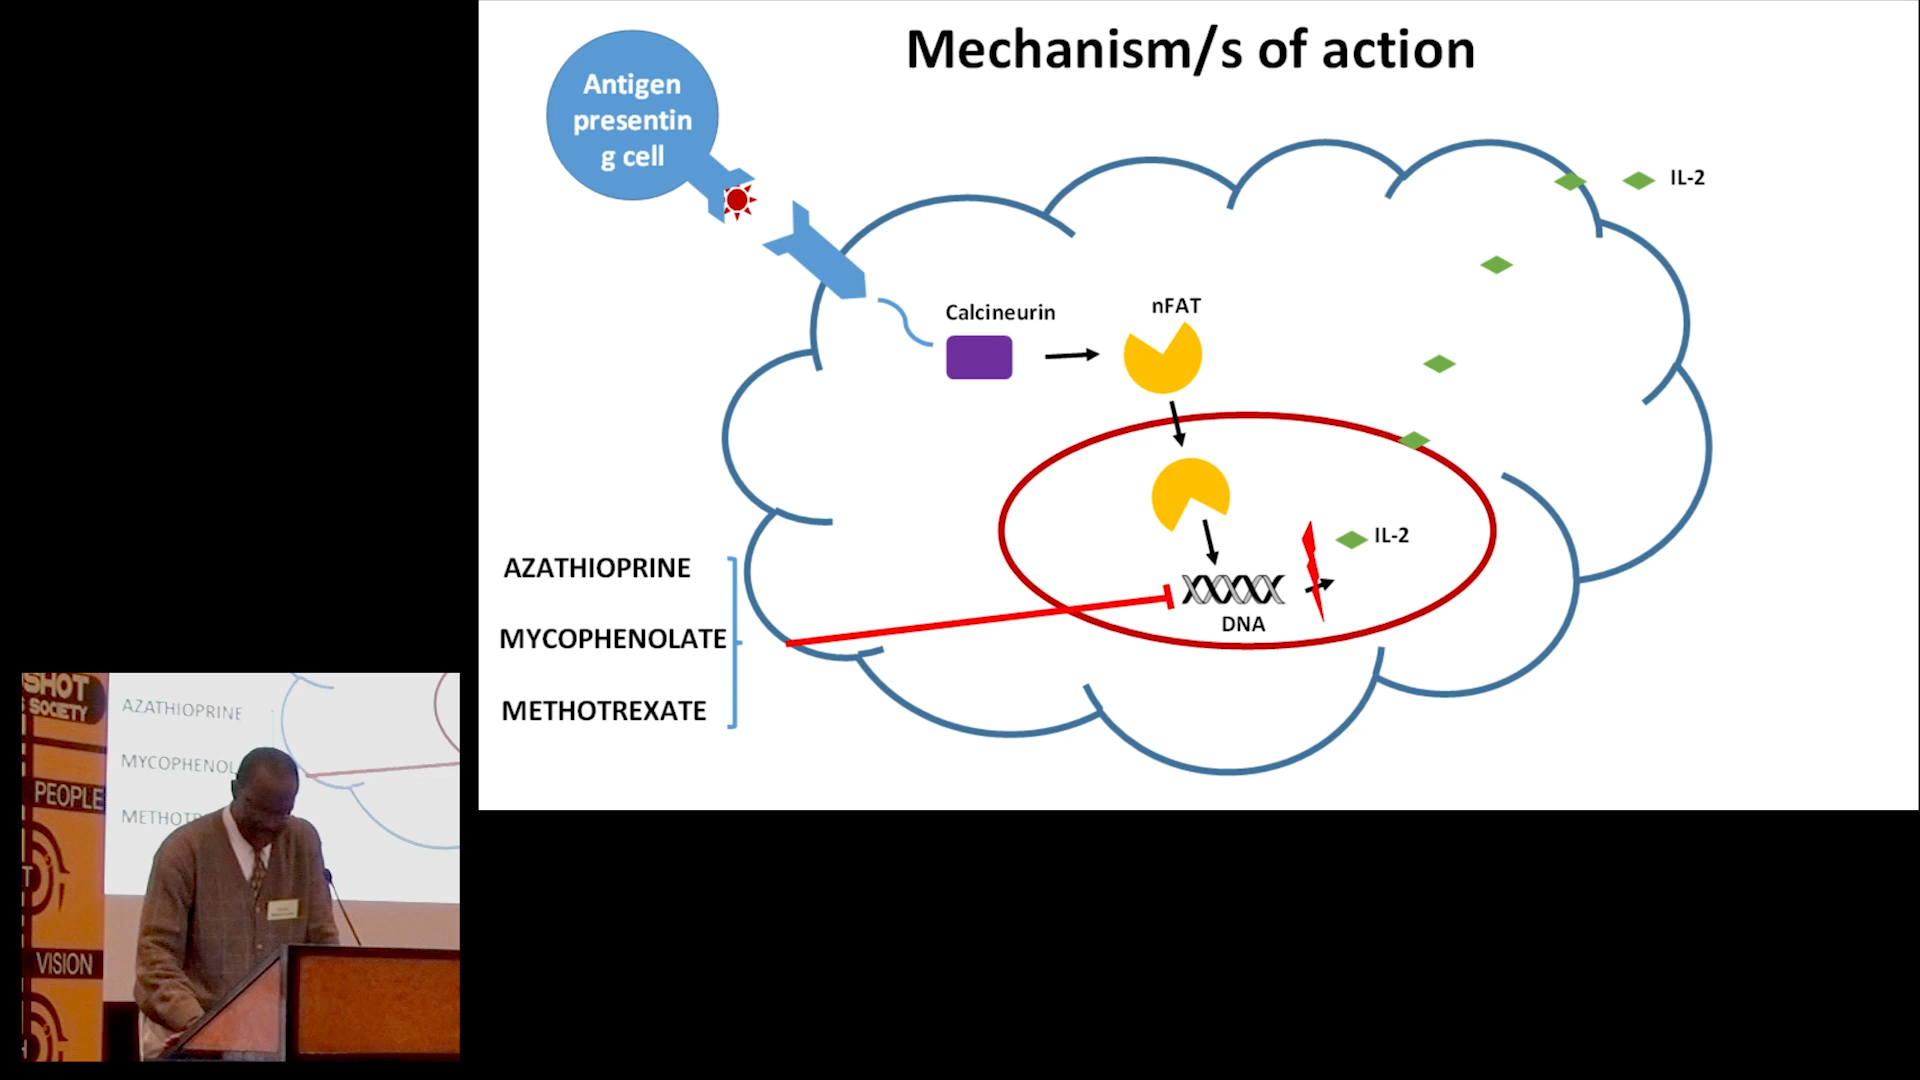 Mechanism/s of action
Antigen
presentin
g cell
IL-2
Calcineurin
nFAT
IL-2
DNA
AZATHIOPRINE
MYCOPHENOLATE
METHOTREXATE
SHOT
SOCIETY
PEOPLE
VISION
AZATHIOPRINE
MYCOPHENOL
METHOTR